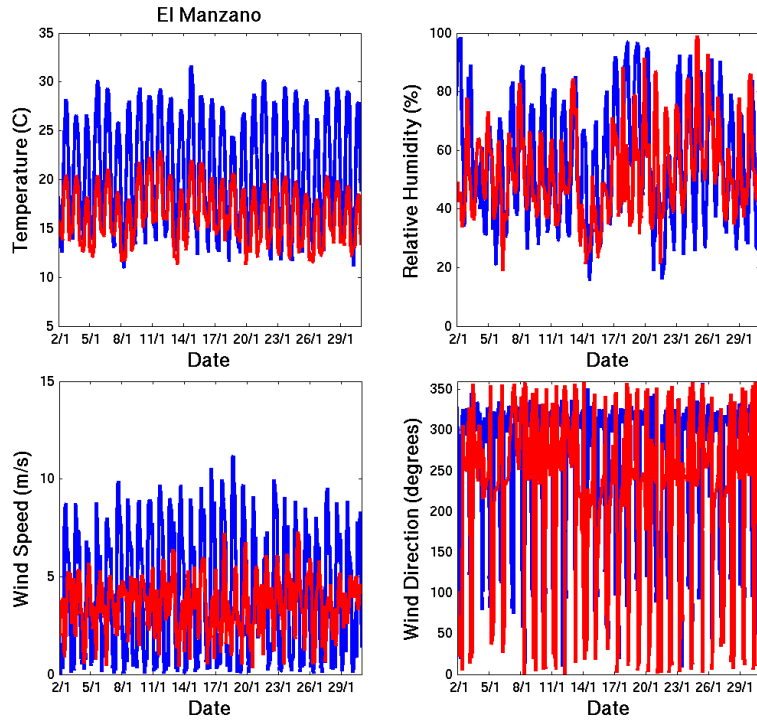 El Manzano
Temperature (C)
35
30
25
20
15
10
5
2/1 5/1 8/1 11/1 14/1 17/1 20/1 23/1 26/1 29/1
Date
Relative Humidity (%)
100
80
60
40
20
0
2/1 5/1 8/1 11/1 14/1 17/1 20/1 23/1 26/1 29/1
Date
Wind Speed (m/s)
15
10
5
0
2/1 5/1 8/1 11/1 14/1 17/1 20/1 23/1 26/1 29/1
Date
Wind Direction (degrees)
350
300
250
200
150
100
50
0
2/1 5/1 8/1 11/1 14/1 17/1 20/1 23/1 26/1 29/1
Date